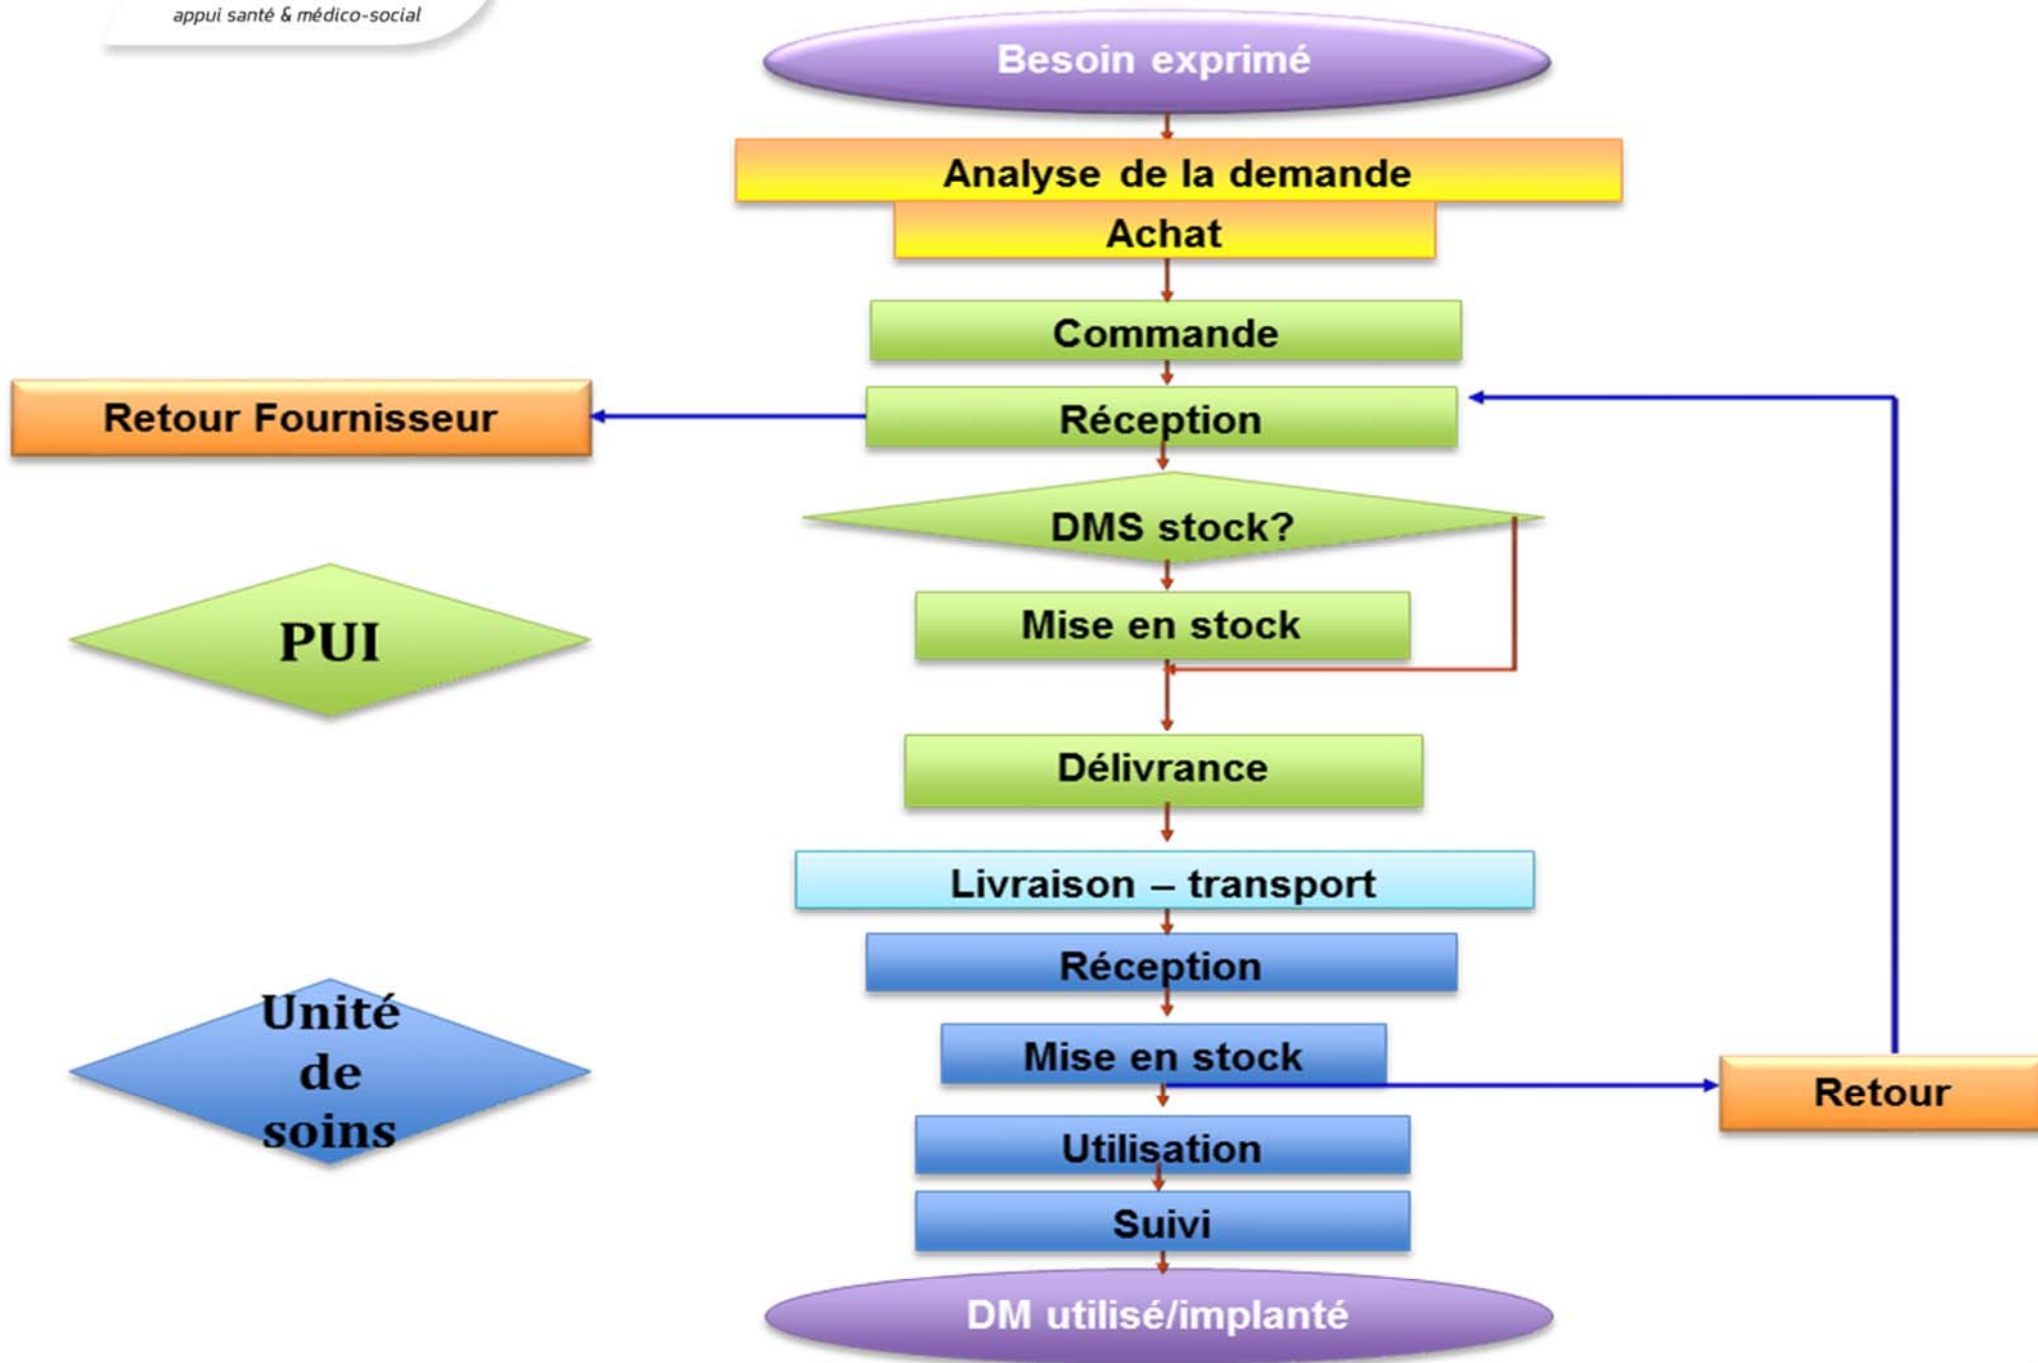 appui santé & médico-social
Besoin exprimé
Analyse de la demande
Achat
Commande
Retour Fournisseur
Réception
DMS stock?
Mise en stock
PUI
Délivrance
Livraison – transport
Réception
Unité
de
soins
Mise en stock
Retour
Utilisation
Suivi
DM utilisé/implanté